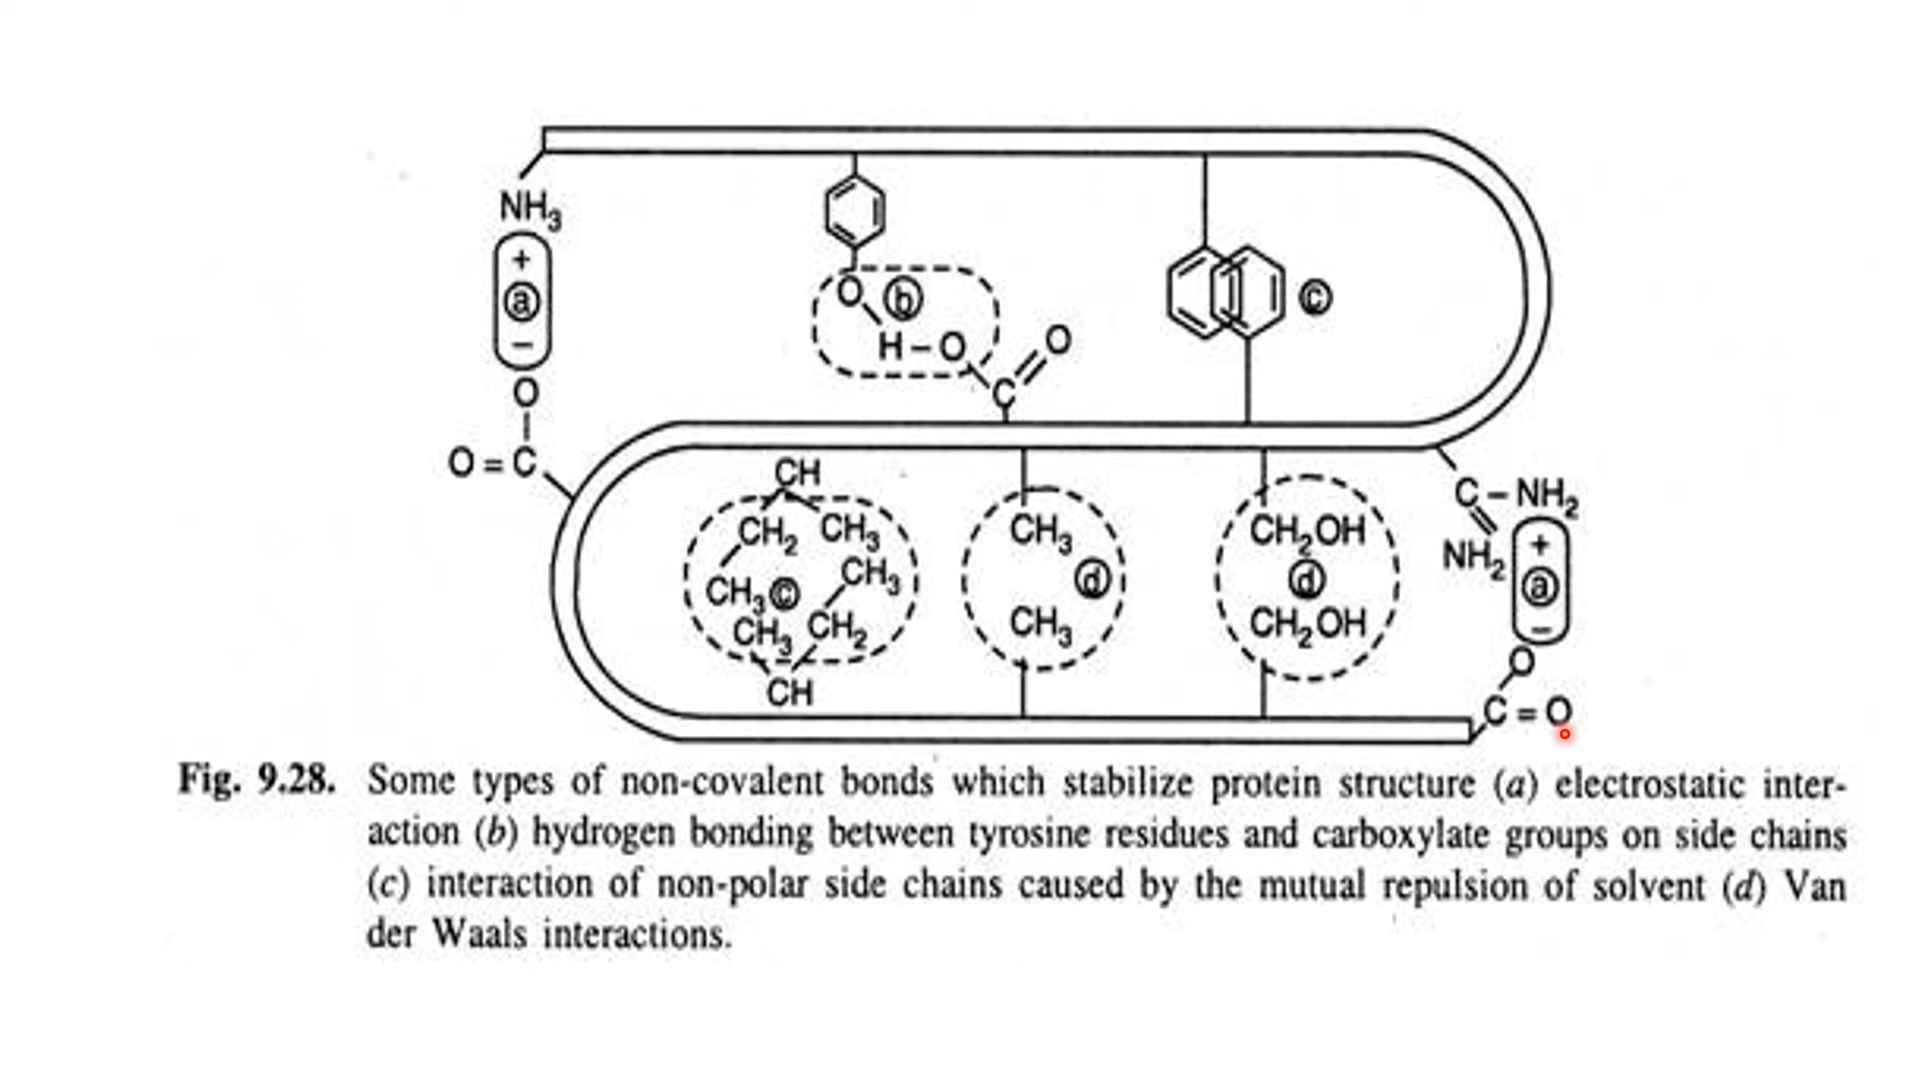 NH3
+
a
−
O
O=C
O
b
H-O
O
C
c
CH
CH2 CH3
CH3
CH3 c
CH3 CH2
CH
CH3
d
CH3
CH2OH
d
CH2OH
C-NH2
NH2
+
a
−
O
C=O
Fig. 9.28. Some types of non-covalent bonds which stabilize protein structure (a) electrostatic inter-
action (b) hydrogen bonding between tyrosine residues and carboxylate groups on side chains
(c) interaction of non-polar side chains caused by the mutual repulsion of solvent (d) Van
der Waals interactions.